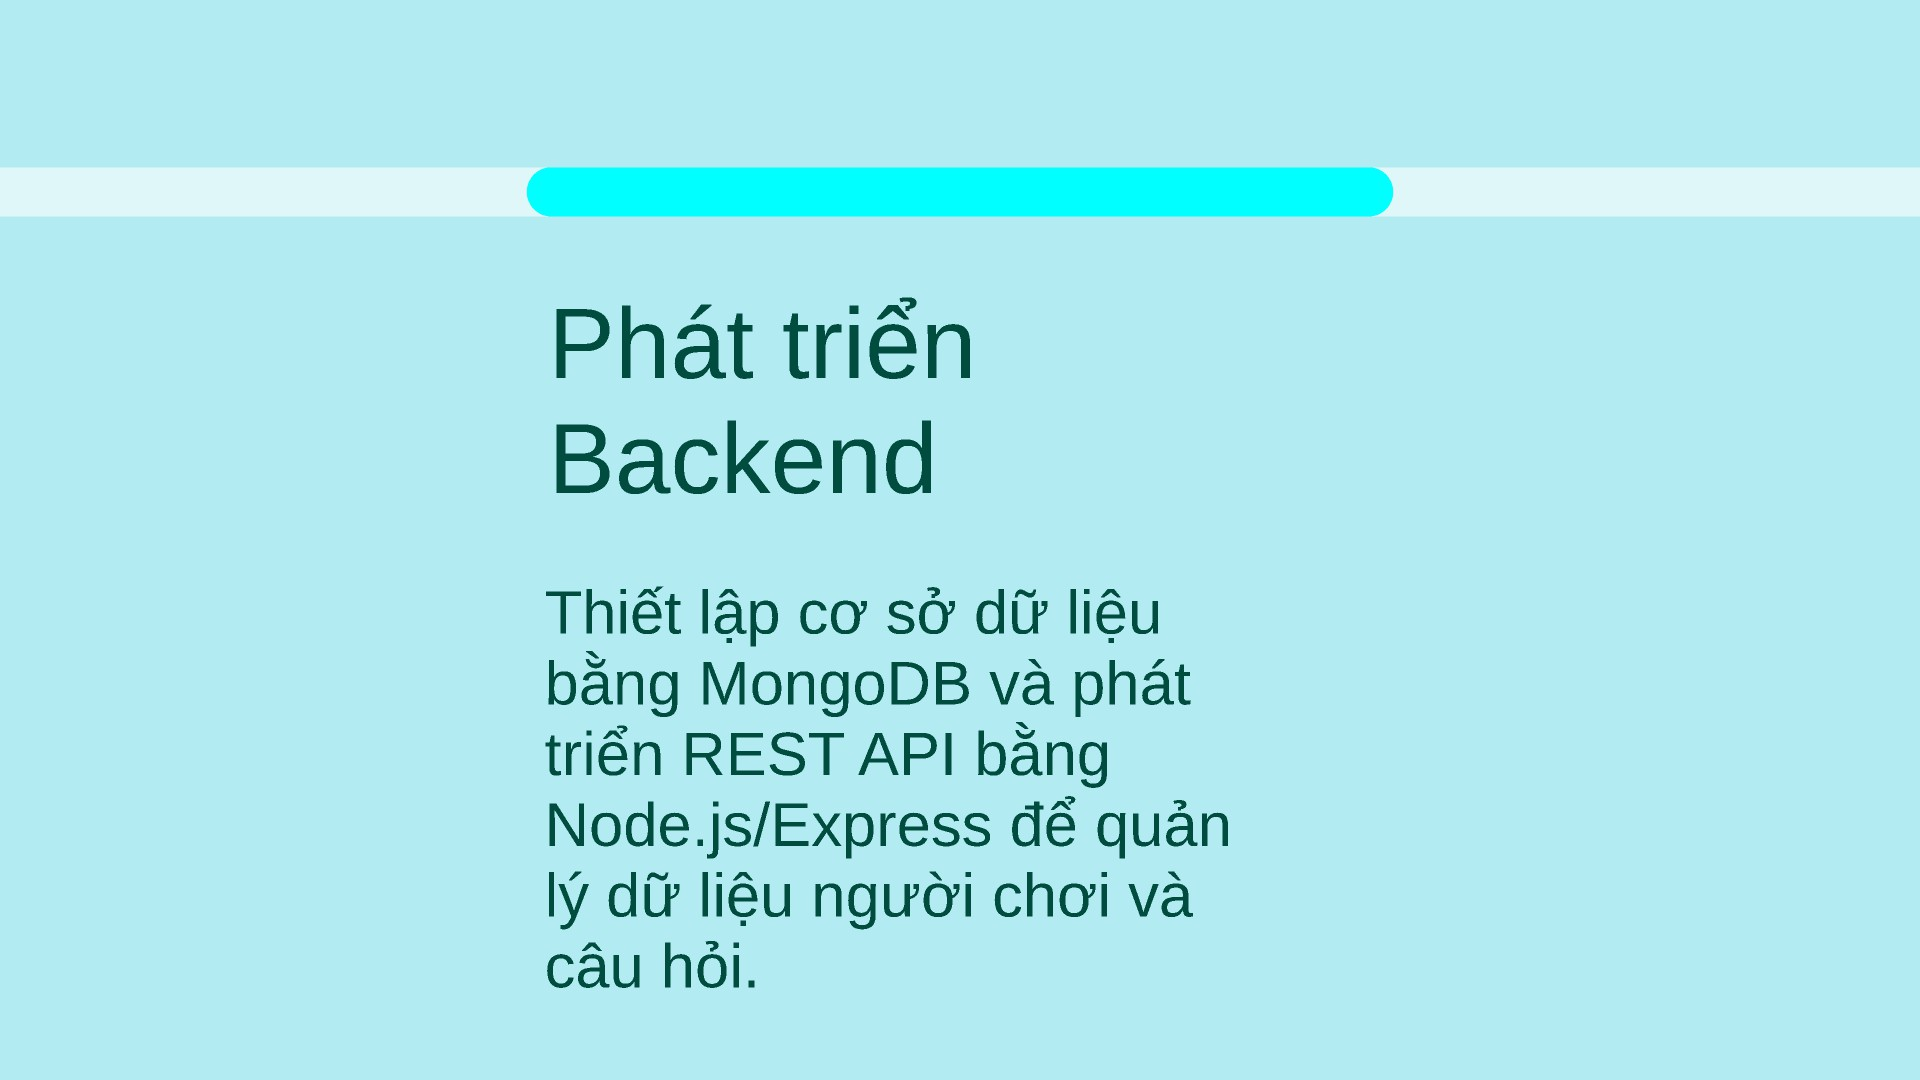 Phát triển
Backend
Thiết lập cơ sở dữ liệu
bằng MongoDB và phát
triển REST API bằng
Node.js/Express để quản
lý dữ liệu người chơi và
câu hỏi.